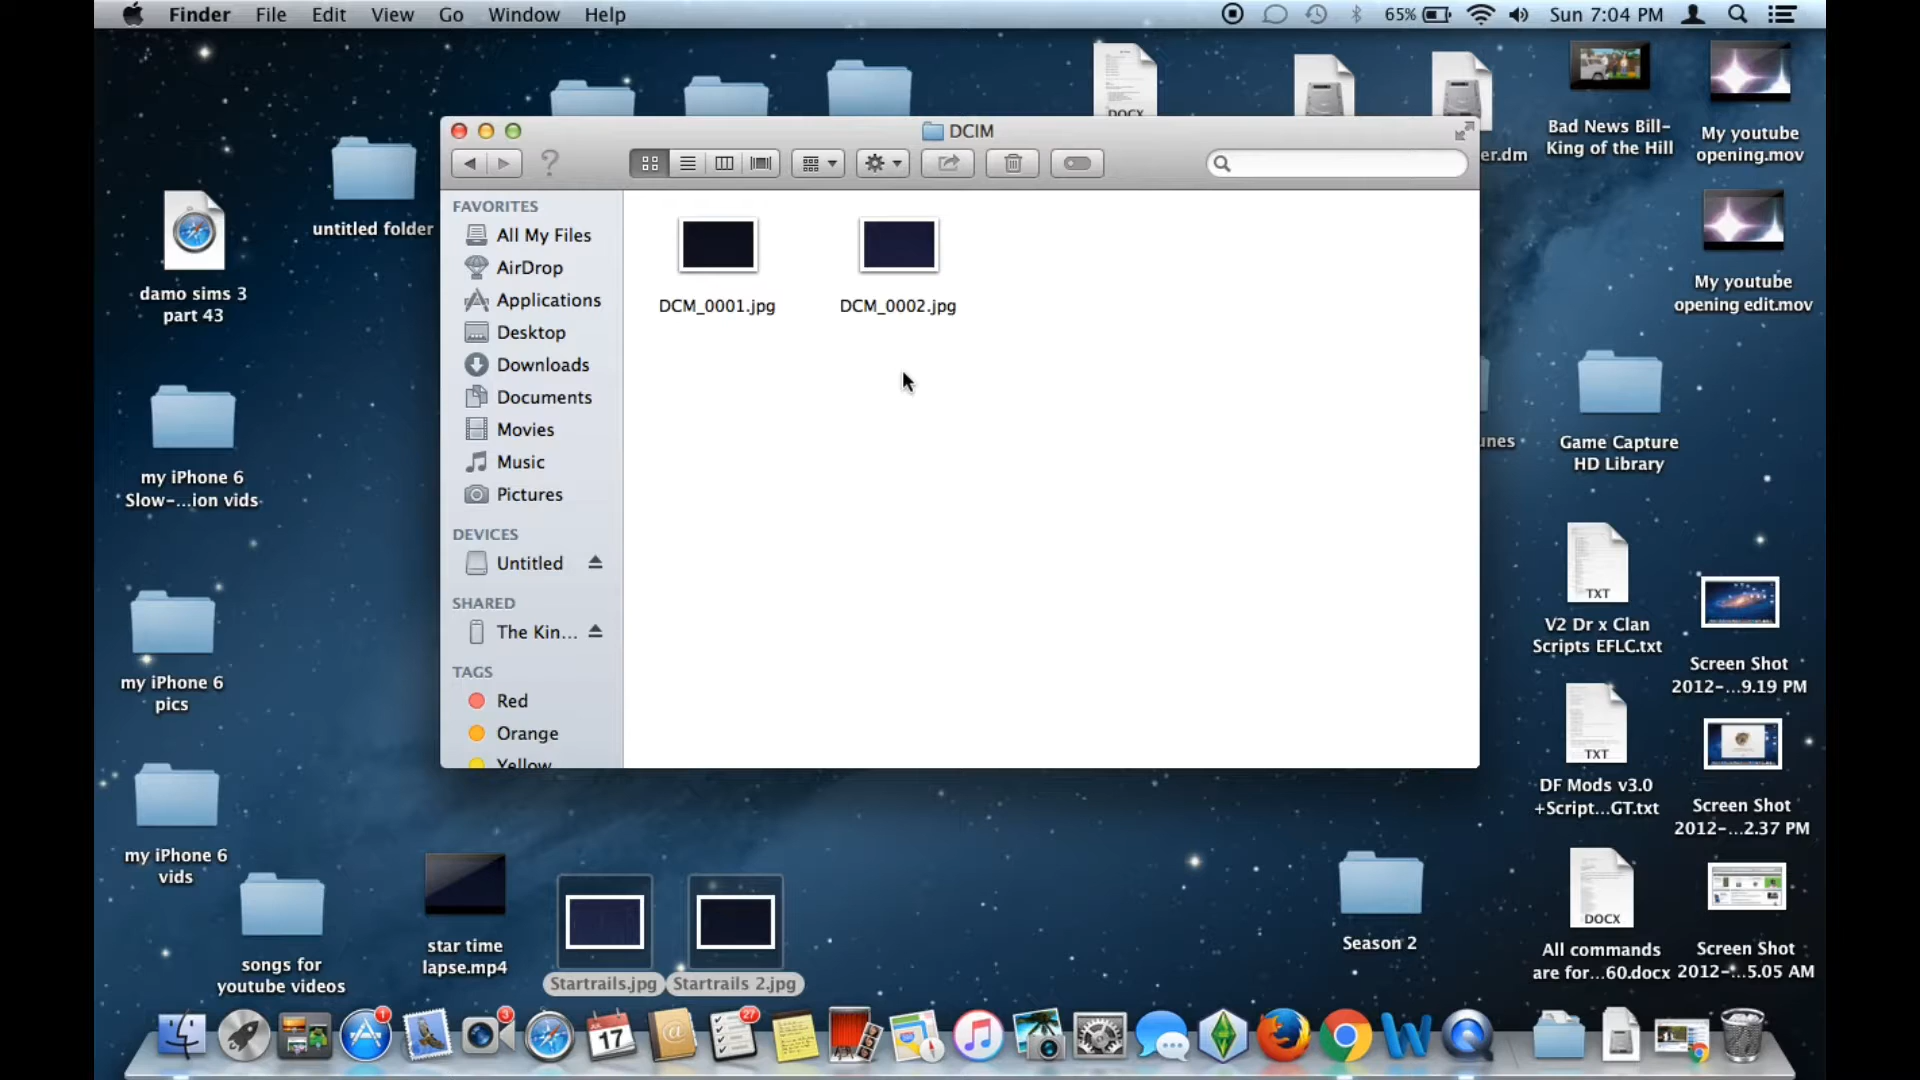 Finder File Edit View Go Window Help
65% Sun 7:04 PM
DCIM
FAVORITES
All My Files
AirDrop
Applications
Desktop
Downloads
Documents
Movies
Music
Pictures
DEVICES
Untitled
SHARED
The Kin...
TAGS
Red
Orange
Yellow
DCM_0001.jpg
DCM_0002.jpg
damo sims 3
part 43
untitled folder
my iPhone 6
Slow-...ion vids
my iPhone 6
pics
my iPhone 6
vids
songs for
youtube videos
star time
lapse.mp4
Startrails.jpg
Startrails 2.jpg
DOCX
er.dm
unes
Bad News Bill-
King of the Hill
My youtube
opening.mov
My youtube
opening edit.mov
Game Capture
HD Library
TXT
V2 Dr x Clan
Scripts EFLC.txt
Screen Shot
2012-...9.19 PM
TXT
DF Mods v3.0
+Script...GT.txt
Screen Shot
2012-...2.37 PM
Season 2
DOCX
All commands
are for...60.docx
Screen Shot
2012-...5.05 AM
1
3
JUL
17
27